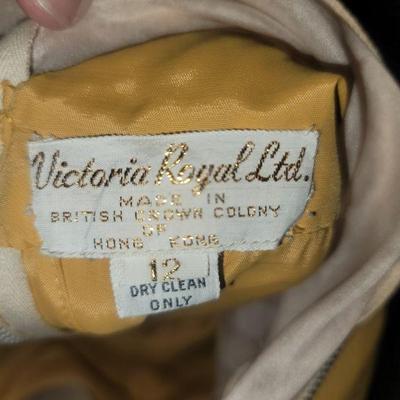 Victoria Royal Ltd.
MADE IN
BRITISH CROWN COLONY
OF
HONG KONG
12
DRY CLEAN
ONLY